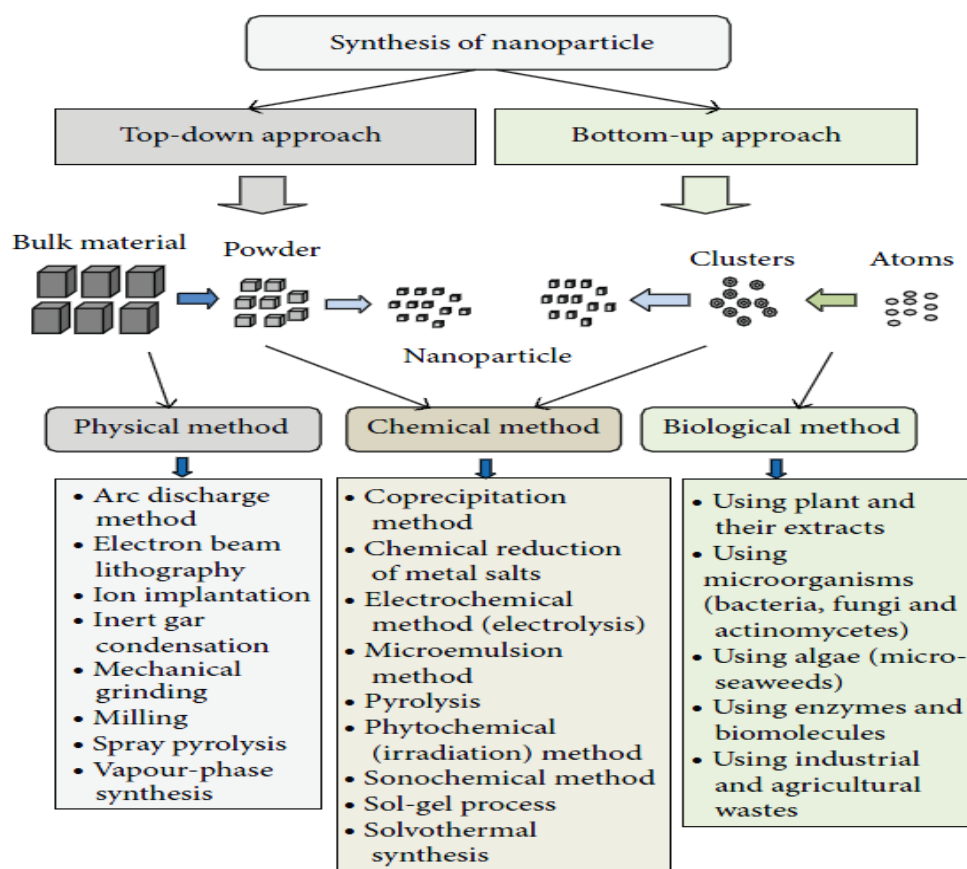 Synthesis of nanoparticle
Top-down approach
Bottom-up approach
Bulk material
Powder
Clusters
Atoms
Nanoparticle
Physical method
Chemical method
Biological method
• Arc discharge
method
• Electron beam
lithography
• Ion implantation
• Inert gar
condensation
• Mechanical
grinding
• Milling
• Spray pyrolysis
• Vapour-phase
synthesis
• Coprecipitation
method
• Chemical reduction
of metal salts
• Electrochemical
method (electrolysis)
• Microemulsion
method
• Pyrolysis
• Phytochemical
(irradiation) method
• Sonochemical method
• Sol-gel process
• Solvothermal
synthesis
• Using plant and
their extracts
• Using
microorganisms
(bacteria, fungi and
actinomycetes)
• Using algae (micro-
seaweeds)
• Using enzymes and
biomolecules
• Using industrial
and agricultural
wastes